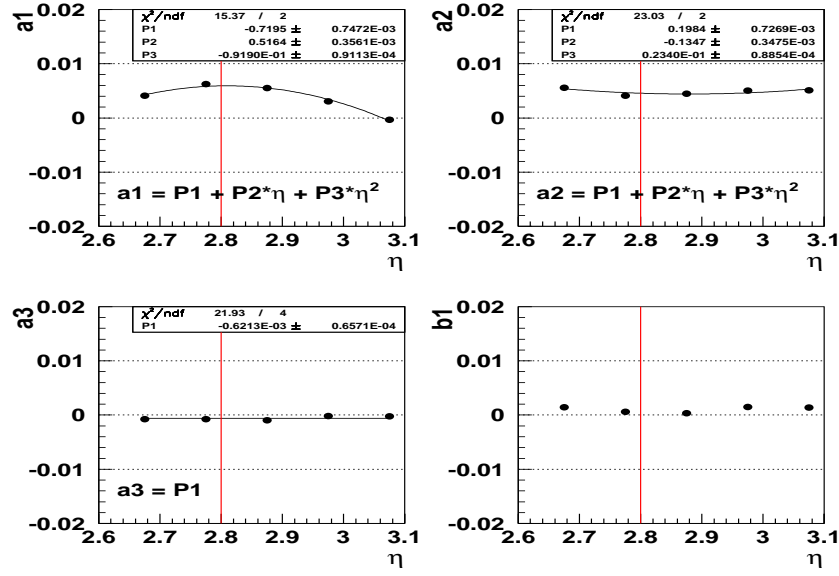 a1
0.02
0.01
0
-0.01
-0.02
χ²/ndf 15.37 / 2
P1 -0.7195 ± 0.7472E-03
P2 0.5164 ± 0.3561E-03
P3 -0.9190E-01 ± 0.9113E-04
a1 = P1 + P2*η + P3*η²
2.6 2.7 2.8 2.9 3 3.1
η
a2
0.02
0.01
0
-0.01
-0.02
χ²/ndf 23.03 / 2
P1 0.1984 ± 0.7269E-03
P2 -0.1347 ± 0.3475E-03
P3 0.2340E-01 ± 0.8854E-04
a2 = P1 + P2*η + P3*η²
2.6 2.7 2.8 2.9 3 3.1
η
a3
0.02
0.01
0
-0.01
-0.02
χ²/ndf 21.93 / 4
P1 -0.6213E-03 ± 0.6571E-04
a3 = P1
2.6 2.7 2.8 2.9 3 3.1
η
b1
0.02
0.01
0
-0.01
-0.02
2.6 2.7 2.8 2.9 3 3.1
η